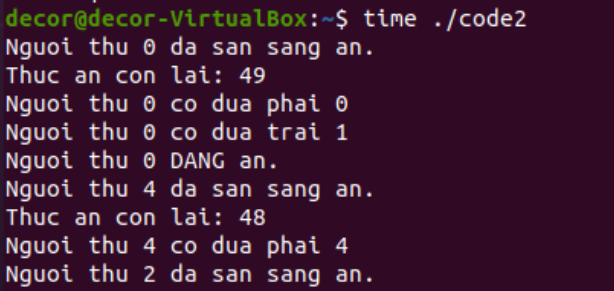 decor@decor-VirtualBox:~$ time ./code2
Nguoi thu 0 da san sang an.
Thuc an con lai: 49
Nguoi thu 0 co dua phai 0
Nguoi thu 0 co dua trai 1
Nguoi thu 0 DANG an.
Nguoi thu 4 da san sang an.
Thuc an con lai: 48
Nguoi thu 4 co dua phai 4
Nguoi thu 2 da san sang an.